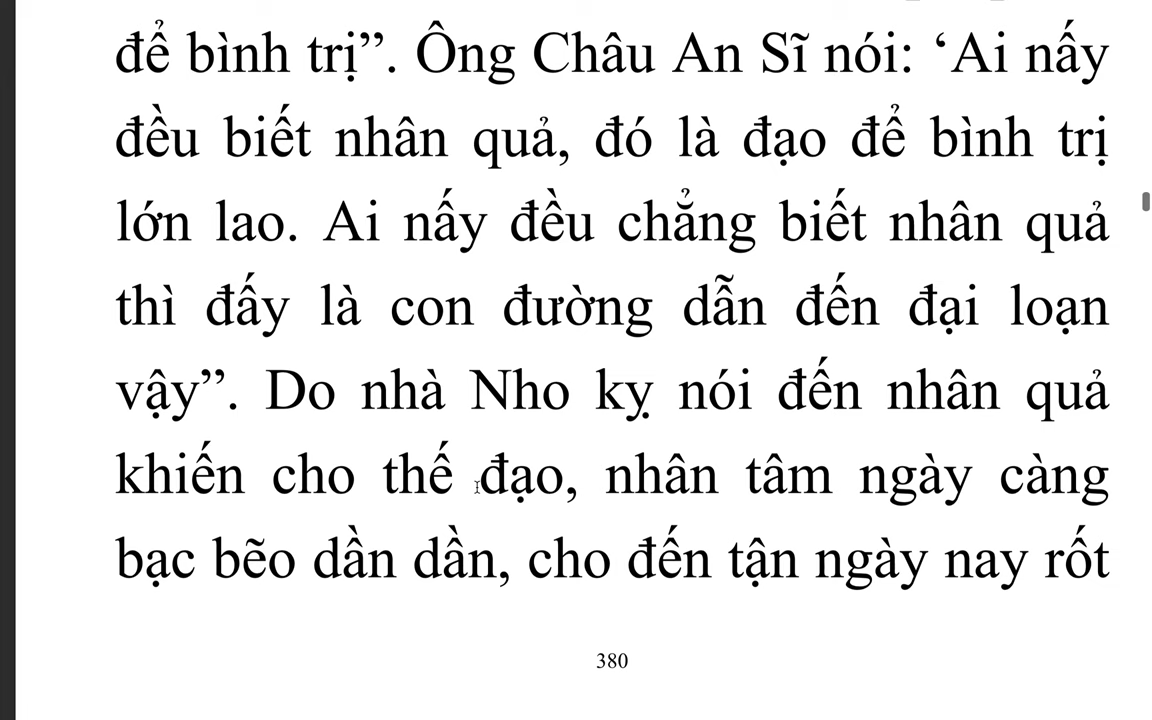 để bình trị”. Ông Châu An Sĩ nói: ‘Ai nấy
đều biết nhân quả, đó là đạo để bình trị
lớn lao. Ai nấy đều chẳng biết nhân quả
thì đấy là con đường dẫn đến đại loạn
vậy”. Do nhà Nho kỵ nói đến nhân quả
khiến cho thế đạo, nhân tâm ngày càng
bạc bẽo dần dần, cho đến tận ngày nay rốt
380